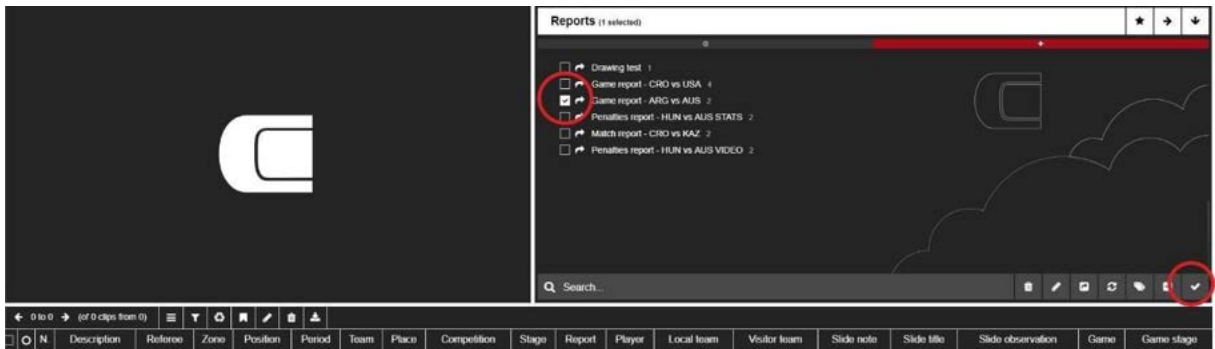 Reports (1 selected)
Drawing test 1
Game report - CRO vs USA 4
Game report - ARG vs AUS 2
Penalties report - HUN vs AUS STATS 2
Match report - CRO vs KAZ 2
Penalties report - HUN vs AUS VIDEO 2
Search...
0 to 0 (of 0 clips from 0)
N. Description Referee Zone Position Period Team Place Competition Stage Report Player Local team Visitor team Slide note Slide title Slide observation Game Game stage